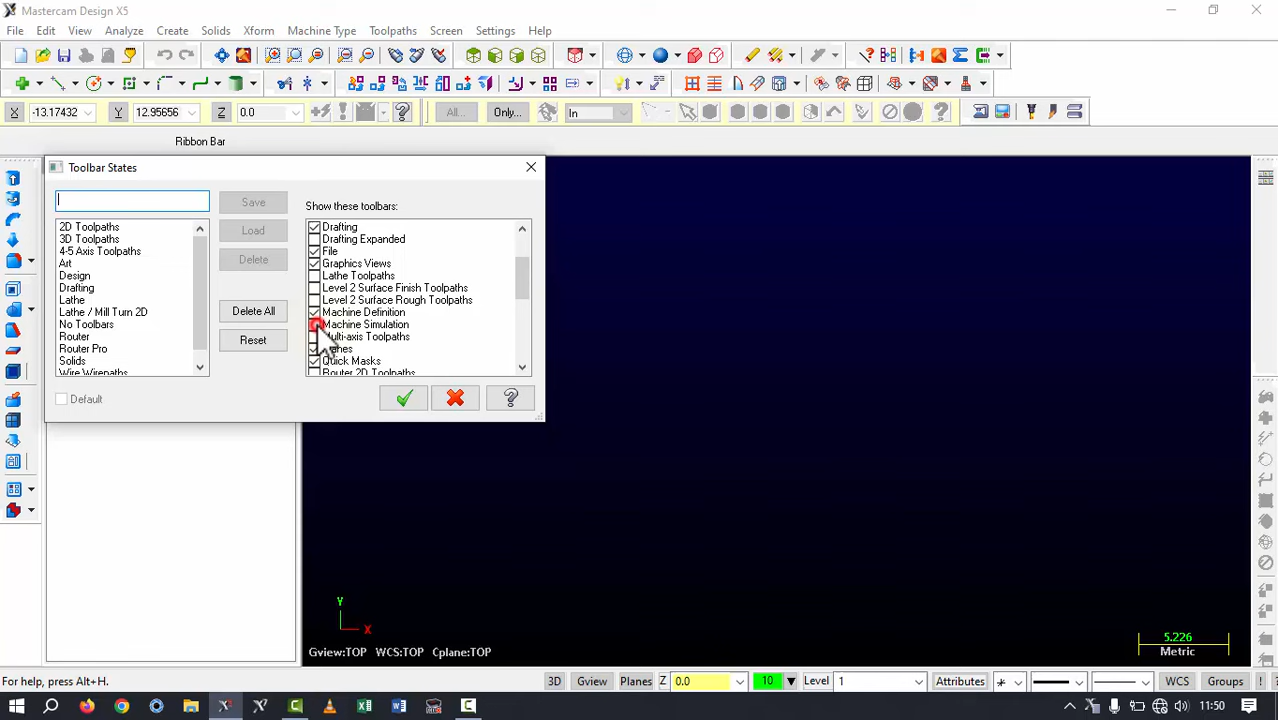 Mastercam Design X5
File Edit View Analyze Create Solids Xform Machine Type Toolpaths Screen Settings Help
X -13.17432 Y 12.95656 Z 0.0 All... Only... In
Ribbon Bar
Toolbar States
Save
Load
Delete
Delete All
Reset
2D Toolpaths
3D Toolpaths
4-5 Axis Toolpaths
Art
Design
Drafting
Lathe
Lathe / Mill Turn 2D
No Toolbars
Router
Router Pro
Solids
Wire Wirepaths
Default
Show these toolbars:
Drafting
Drafting Expanded
File
Graphics Views
Lathe Toolpaths
Level 2 Surface Finish Toolpaths
Level 2 Surface Rough Toolpaths
Machine Definition
Machine Simulation
Multi-axis Toolpaths
Planes
Quick Masks
Router 2D Toolpaths
Y
X
Gview:TOP WCS:TOP Cplane:TOP
5.226
Metric
For help, press Alt+H.
3D Gview Planes Z 0.0 10 Level 1 Attributes WCS Groups ! ?
11:50